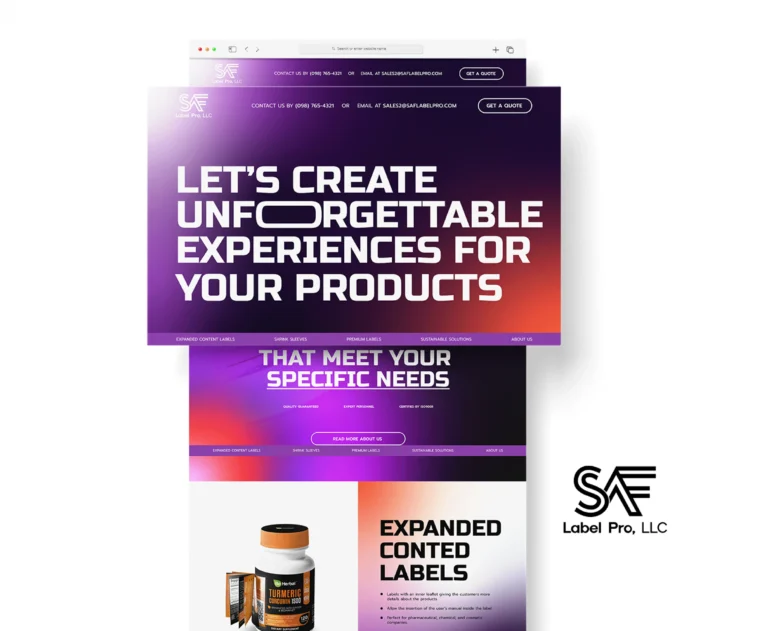 Search or enter website name
SAF
Label Pro, LLC
CONTACT US BY (098) 765-4321 OR EMAIL AT SALES2@SAFLABELPRO.COM
GET A QUOTE
SAF
Label Pro, LLC
CONTACT US BY (098) 765-4321 OR EMAIL AT SALES2@SAFLABELPRO.COM
GET A QUOTE
LET'S CREATE
UNFORGETTABLE
EXPERIENCES FOR
YOUR PRODUCTS
EXPANDED CONTENT LABELS SHRINK SLEEVES PREMIUM LABELS SUSTAINABLE SOLUTIONS ABOUT US
THAT MEET YOUR
SPECIFIC NEEDS
QUALITY GUARANTEED EXPERT PERSONNEL
READ MORE ABOUT US
EXPANDED CONTENT LABELS SHRINK SLEEVES PREMIUM LABELS SUSTAINABLE SOLUTIONS ABOUT US
EXPANDED
CONTED
LABELS
Labels with an inner leaflet giving the customers more
details about the products
Allow the insertion of the user's manual inside the label
Perfect for pharmaceutical, chemical, and cosmetic
companies.
Herbal
TURMERIC
CURCUMIN 1500
SAF
Label Pro, LLC